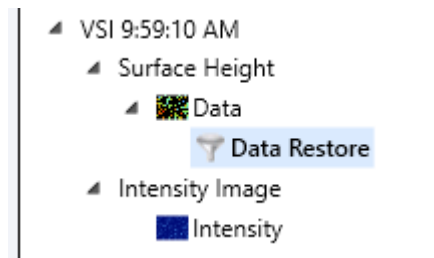 VSI 9:59:10 AM
Surface Height
Data
Data Restore
Intensity Image
Intensity